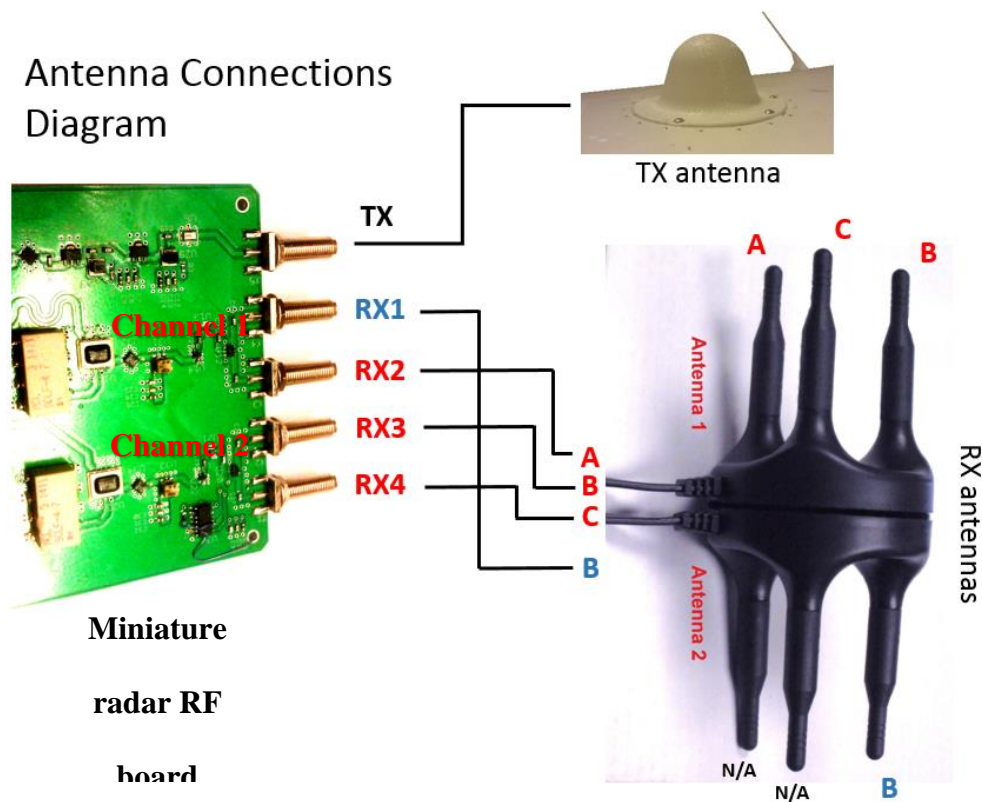 Antenna Connections
Diagram
TX antenna
TX
RX1
RX2
RX3
RX4
Channel 1
Channel 2
A
B
C
B
A
C
B
Antenna 1
Antenna 2
RX antennas
N/A
N/A
B
Miniature
radar RF
board